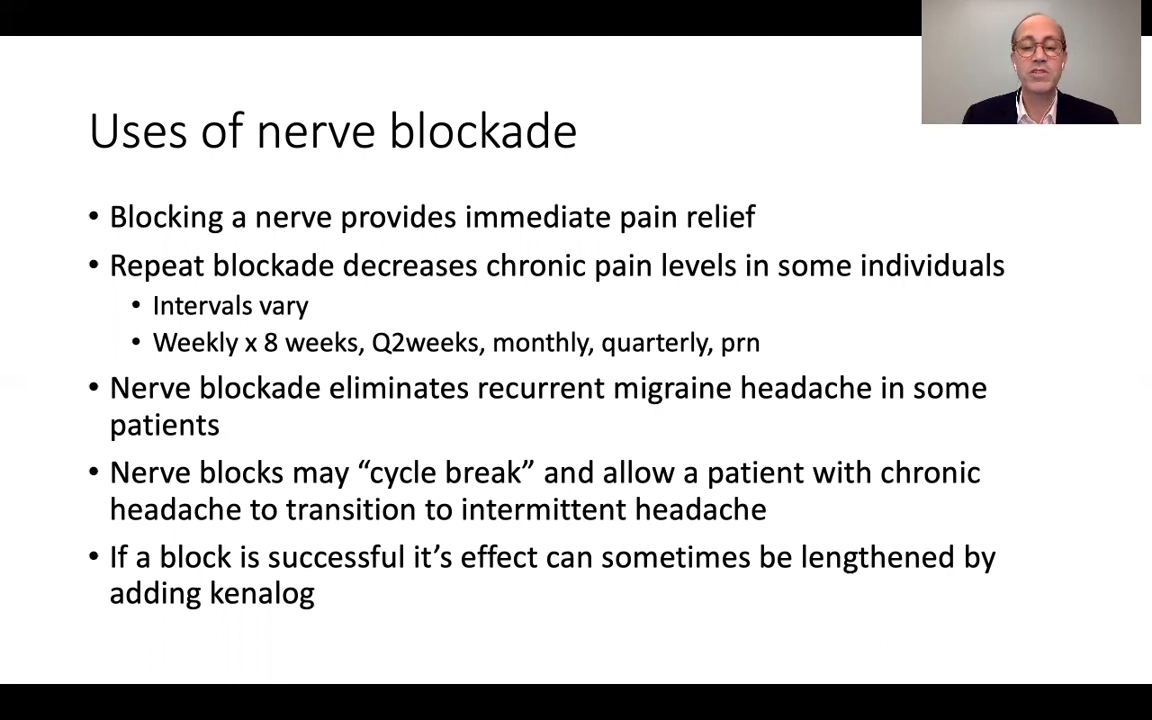 Uses of nerve blockade
• Blocking a nerve provides immediate pain relief
• Repeat blockade decreases chronic pain levels in some individuals
• Intervals vary
• Weekly x 8 weeks, Q2weeks, monthly, quarterly, prn
• Nerve blockade eliminates recurrent migraine headache in some
patients
• Nerve blocks may “cycle break” and allow a patient with chronic
headache to transition to intermittent headache
• If a block is successful it’s effect can sometimes be lengthened by
adding kenalog